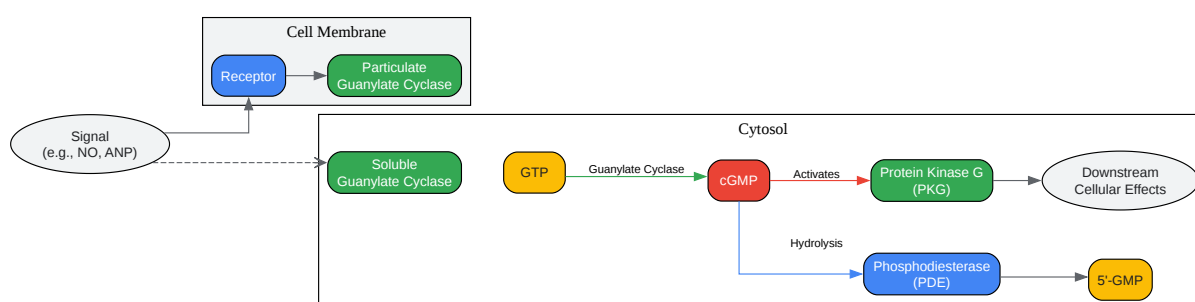 Cell Membrane
Receptor
Particulate
Guanylate Cyclase
Signal
(e.g., NO, ANP)
Cytosol
Soluble
Guanylate Cyclase
GTP
Guanylate Cyclase
cGMP
Activates
Protein Kinase G
(PKG)
Downstream
Cellular Effects
Hydrolysis
Phosphodiesterase
(PDE)
5'-GMP